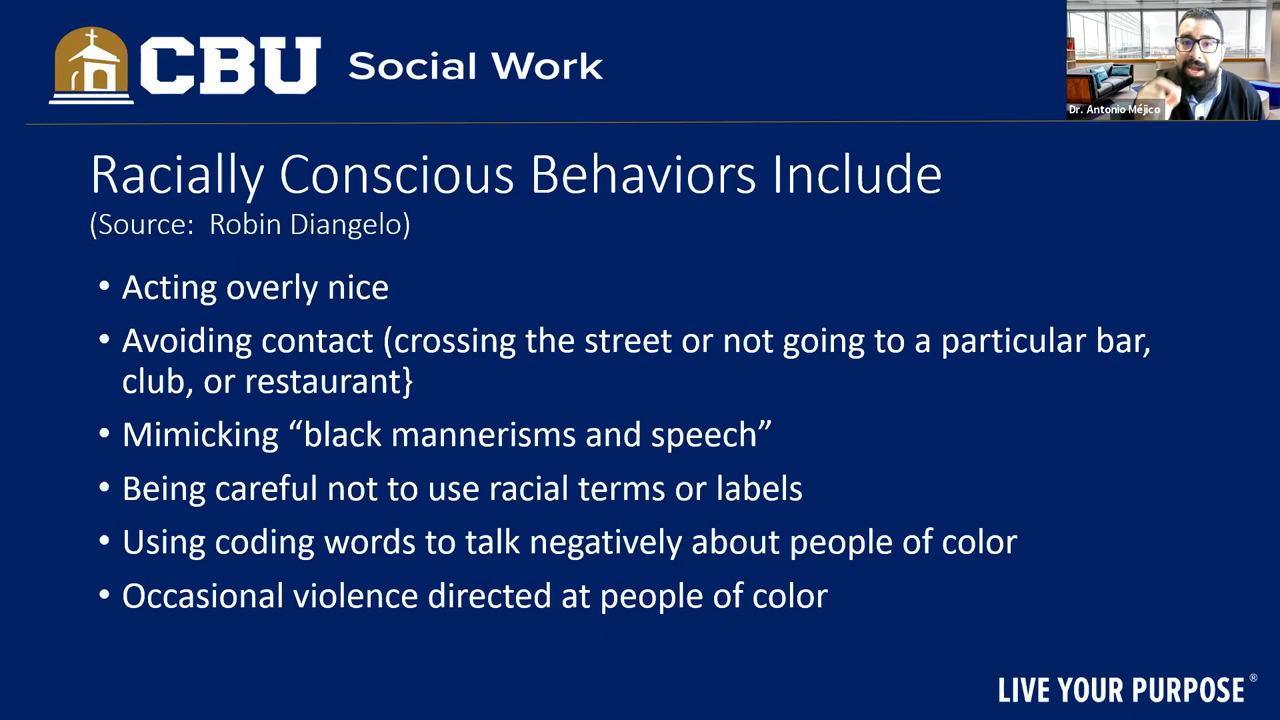 CBU Social Work
Dr. Antonio Méjico
Racially Conscious Behaviors Include
(Source: Robin Diangelo)
• Acting overly nice
• Avoiding contact (crossing the street or not going to a particular bar,
club, or restaurant}
• Mimicking “black mannerisms and speech”
• Being careful not to use racial terms or labels
• Using coding words to talk negatively about people of color
• Occasional violence directed at people of color
LIVE YOUR PURPOSE®